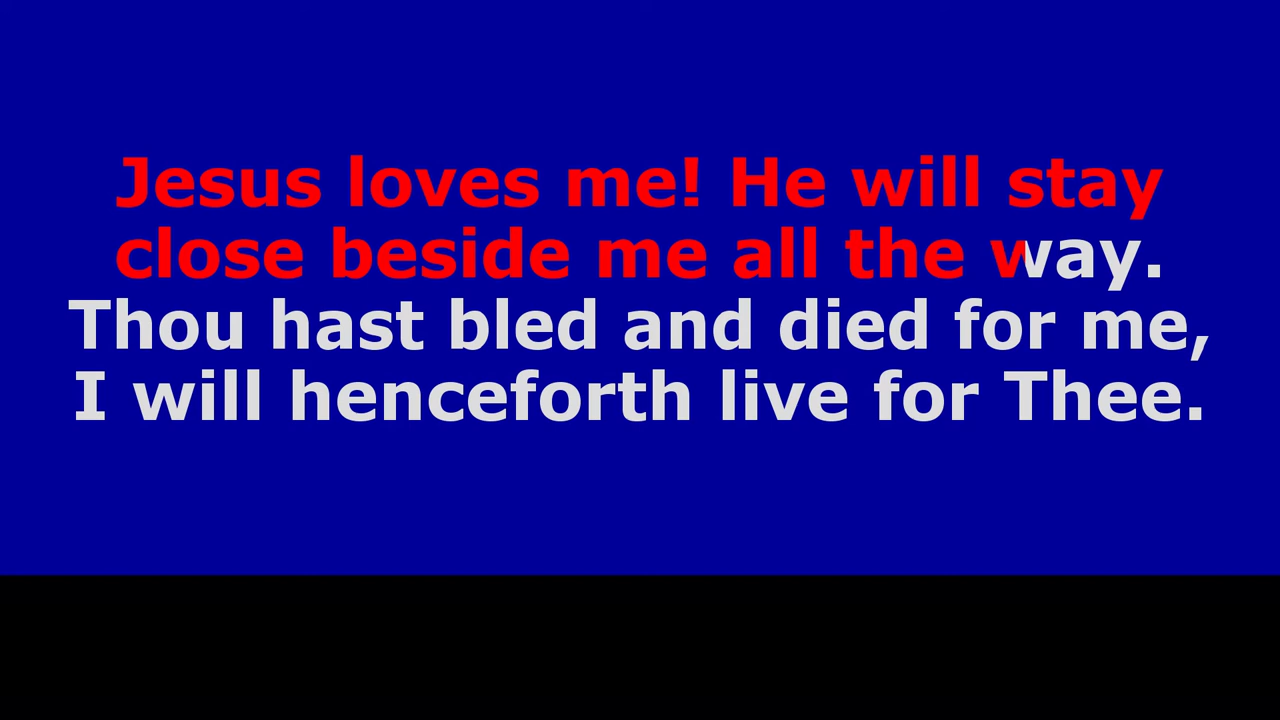 Jesus loves me! He will stay
close beside me all the way.
Thou hast bled and died for me,
I will henceforth live for Thee.